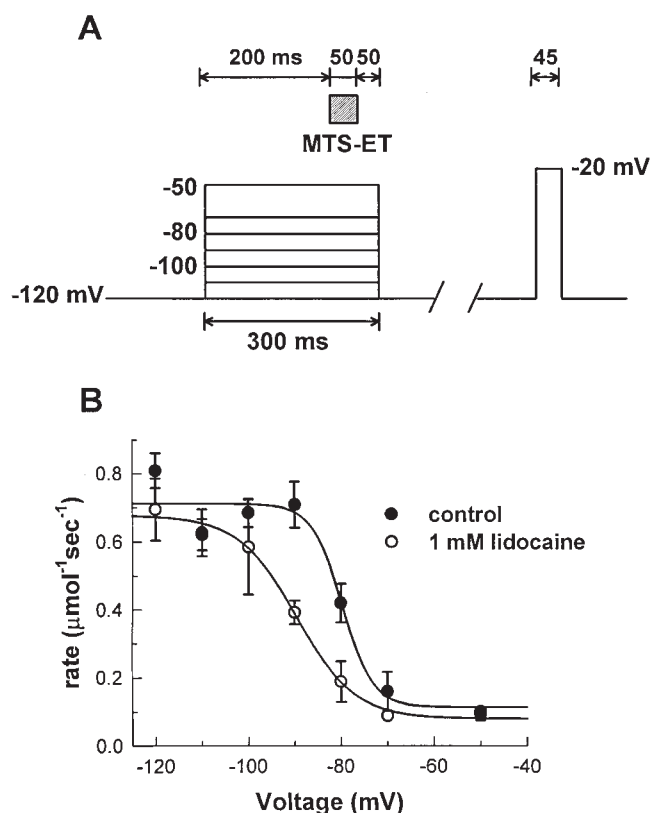 A
200 ms 50 50 45
MTS-ET
-50
-80
-100
-120 mV
-20 mV
300 ms
B
rate (μmol⁻¹sec⁻¹)
0.8
0.6
0.4
0.2
0.0
control
1 mM lidocaine
-120 -100 -80 -60 -40
Voltage (mV)